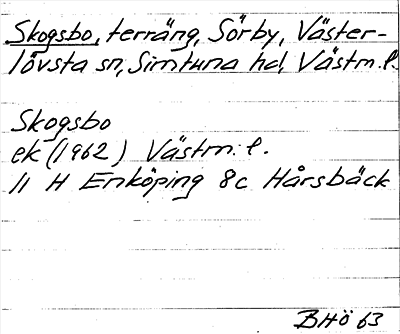 Skogsbo, terräng, Sörby, Väster-
lövsta sn, Simtuna hd, Västm. l.
Skogsbo
ek (1962) Västm. l.
11 H Enköping 8c Hårsbäck
BHö 63